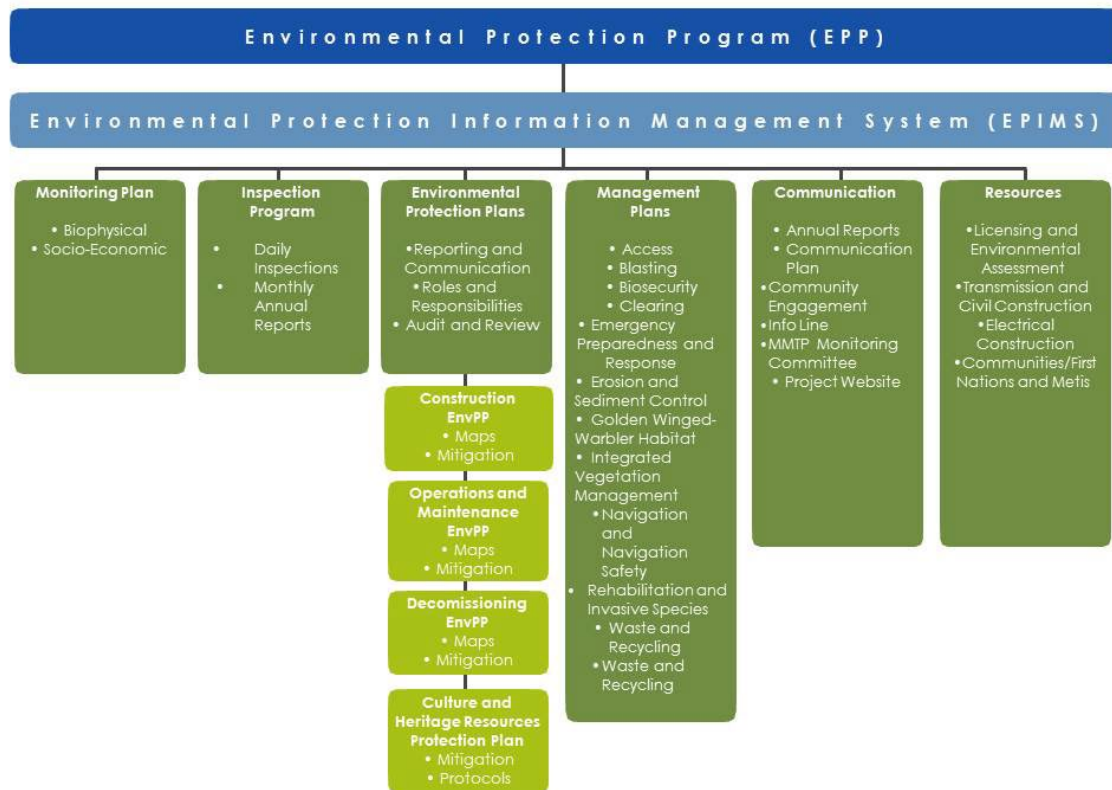 Environmental Protection Program (EPP)
Environmental Protection Information Management System (EPIMS)
Monitoring Plan
• Biophysical
• Socio-Economic
Inspection
Program
• Daily
Inspections
• Monthly
Annual
Reports
Environmental
Protection Plans
•Reporting and
Communication
•Roles and
Responsibilities
• Audit and Review
Construction
EnvPP
• Maps
• Mitigation
Operations and
Maintenance
EnvPP
• Maps
• Mitigation
Decomissioning
EnvPP
• Maps
• Mitigation
Culture and
Heritage Resources
Protection Plan
• Mitigation
• Protocols
Management
Plans
• Access
• Blasting
• Biosecurity
• Clearing
• Emergency
Preparedness and
Response
• Erosion and
Sediment Control
• Golden Winged-
Warbler Habitat
• Integrated
Vegetation
Management
•Navigation
and
Navigation
Safety
• Rehabilitation and
Invasive Species
• Waste and
Recycling
•Waste and
Recycling
Communication
• Annual Reports
• Communication
Plan
•Community
Engagement
•Info Line
•MMTP Monitoring
Committee
• Project Website
Resources
•Licensing and
Environmental
Assessment
•Transmission and
Civil Construction
•Electrical
Construction
•Communities/First
Nations and Metis